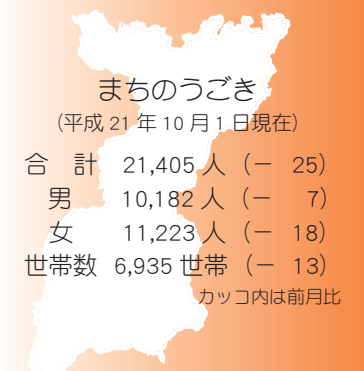 まちのうごき
（平成 21 年 10 月 1 日現在）
合　計　21,405 人（－　25）
男　10,182 人（－　7）
女　11,223 人（－　18）
世帯数　6,935 世帯（－　13）
カッコ内は前月比